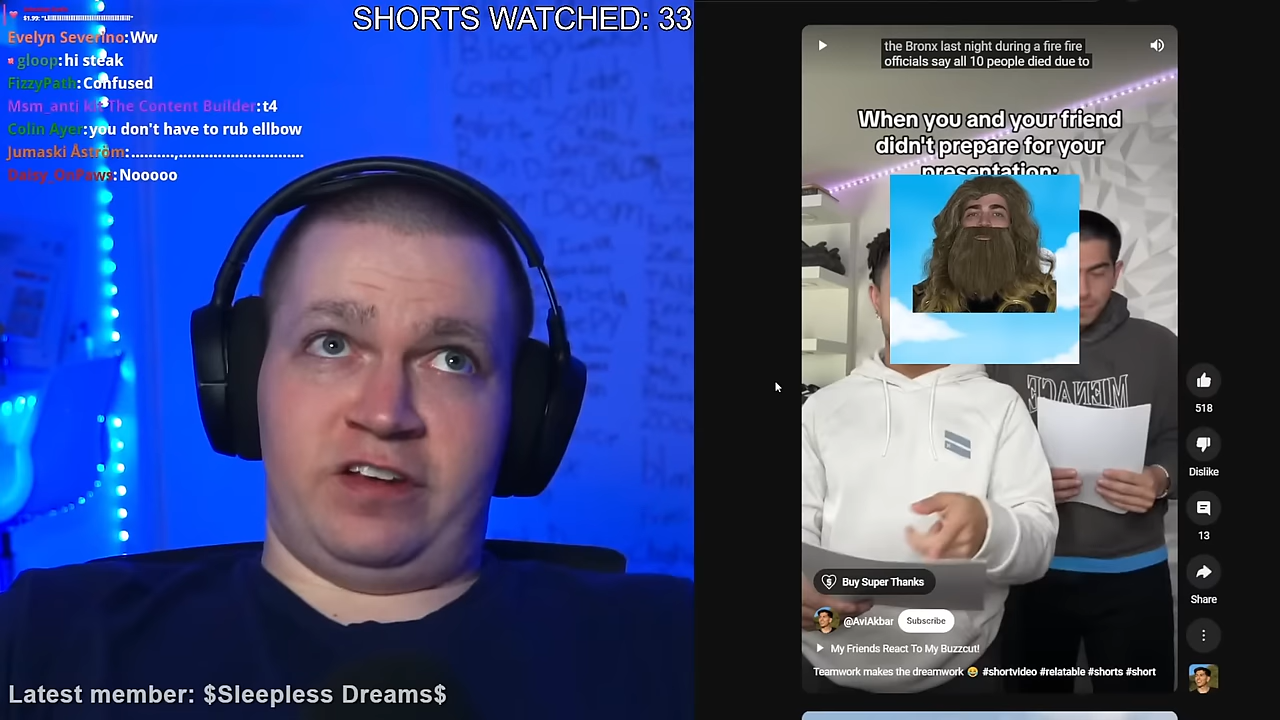 SHORTS WATCHED: 33
Evelyn Severino:Ww
gloop:hi steak
FizzyPath:Confused
The Content Builder:t4
Colin Ayer:you don't have to rub ellbow
Jumaski Åström:
Daisy_OnPaws:Nooooo
Latest member: $Sleepless Dreams$
the Bronx last night during a fire fire
officials say all 10 people died due to
When you and your friend
didn't prepare for your
presentation:
MENACE
518
Dislike
13
Share
Buy Super Thanks
@AviAkbar
Subscribe
My Friends React To My Buzzcut!
Teamwork makes the dreamwork 😂 #shortvideo #relatable #shorts #short